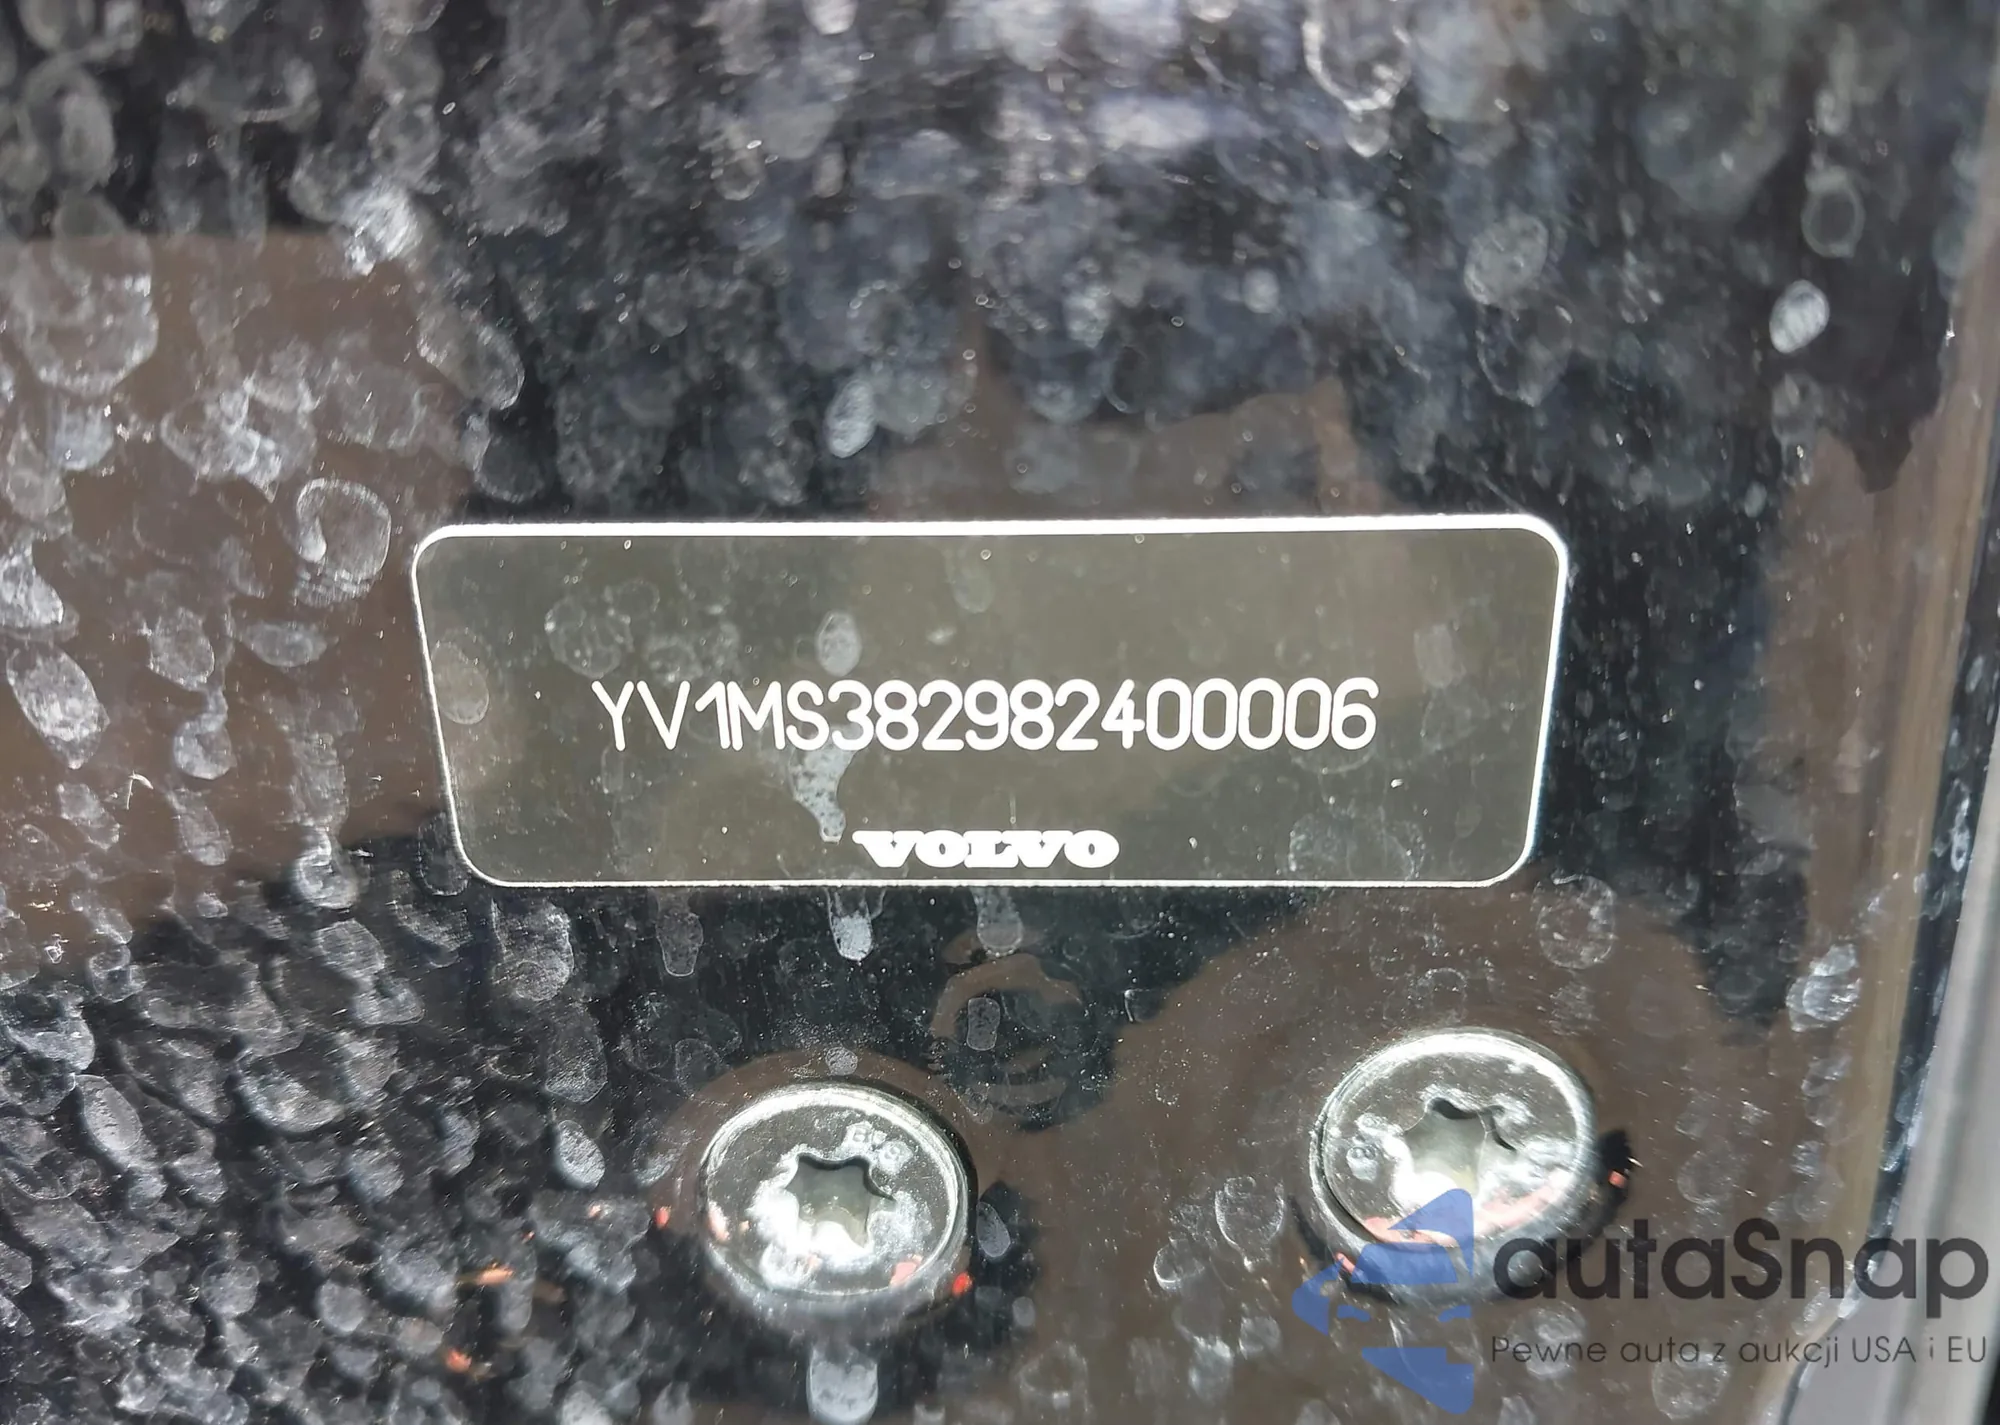 YV1MS382982400006
VOLVO
autaSnap
Pewne auta z aukcji USA i EU